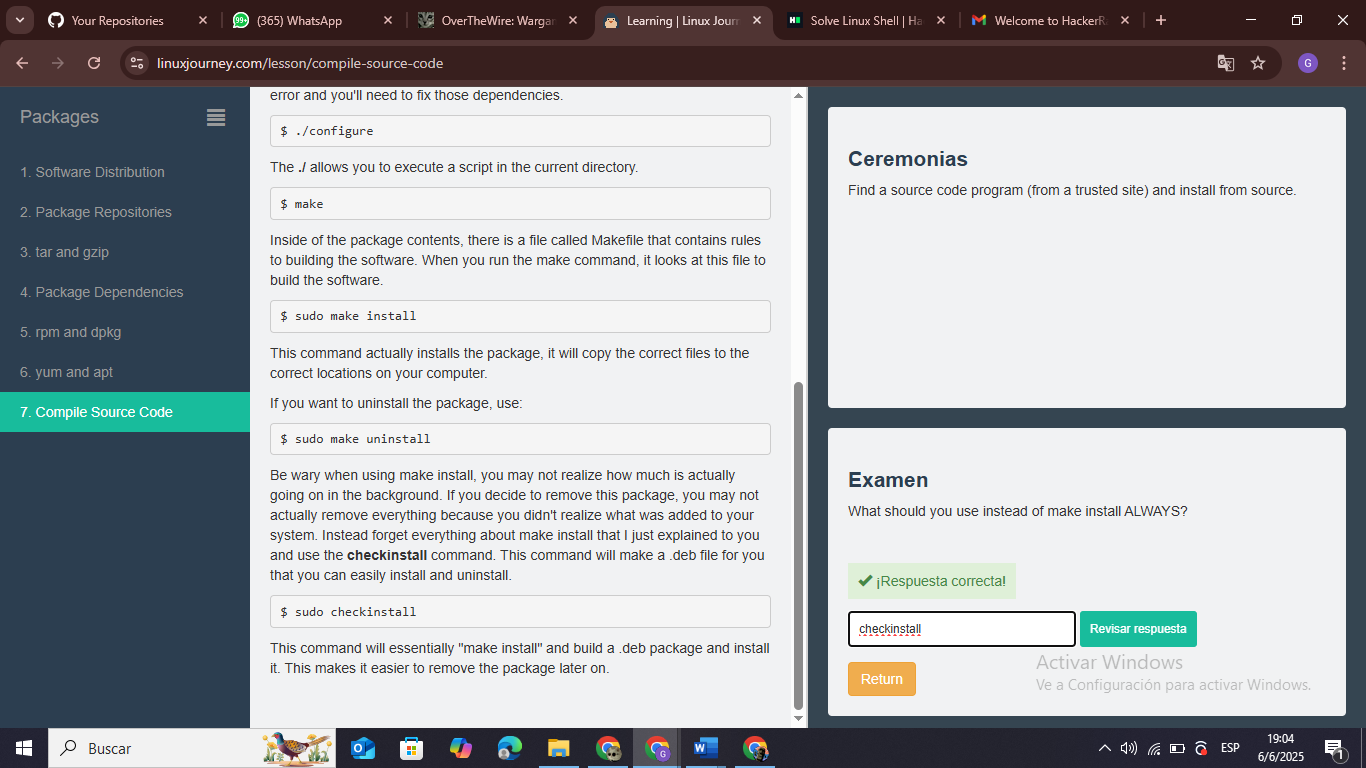 Your Repositories
(365) WhatsApp
OverTheWire: Wargar
Learning | Linux Journ
Solve Linux Shell | Ha
Welcome to HackerRa
linuxjourney.com/lesson/compile-source-code
G
Packages
1. Software Distribution
2. Package Repositories
3. tar and gzip
4. Package Dependencies
5. rpm and dpkg
6. yum and apt
7. Compile Source Code
error and you'll need to fix those dependencies.
$ ./configure
The ./ allows you to execute a script in the current directory.
$ make
Inside of the package contents, there is a file called Makefile that contains rules
to building the software. When you run the make command, it looks at this file to
build the software.
$ sudo make install
This command actually installs the package, it will copy the correct files to the
correct locations on your computer.
If you want to uninstall the package, use:
$ sudo make uninstall
Be wary when using make install, you may not realize how much is actually
going on in the background. If you decide to remove this package, you may not
actually remove everything because you didn't realize what was added to your
system. Instead forget everything about make install that I just explained to you
and use the checkinstall command. This command will make a .deb file for you
that you can easily install and uninstall.
$ sudo checkinstall
This command will essentially "make install" and build a .deb package and install
it. This makes it easier to remove the package later on.
Ceremonias
Find a source code program (from a trusted site) and install from source.
Examen
What should you use instead of make install ALWAYS?
¡Respuesta correcta!
checkinstall
Revisar respuesta
Return
Activar Windows
Ve a Configuración para activar Windows.
Buscar
ESP
19:04
6/6/2025
1